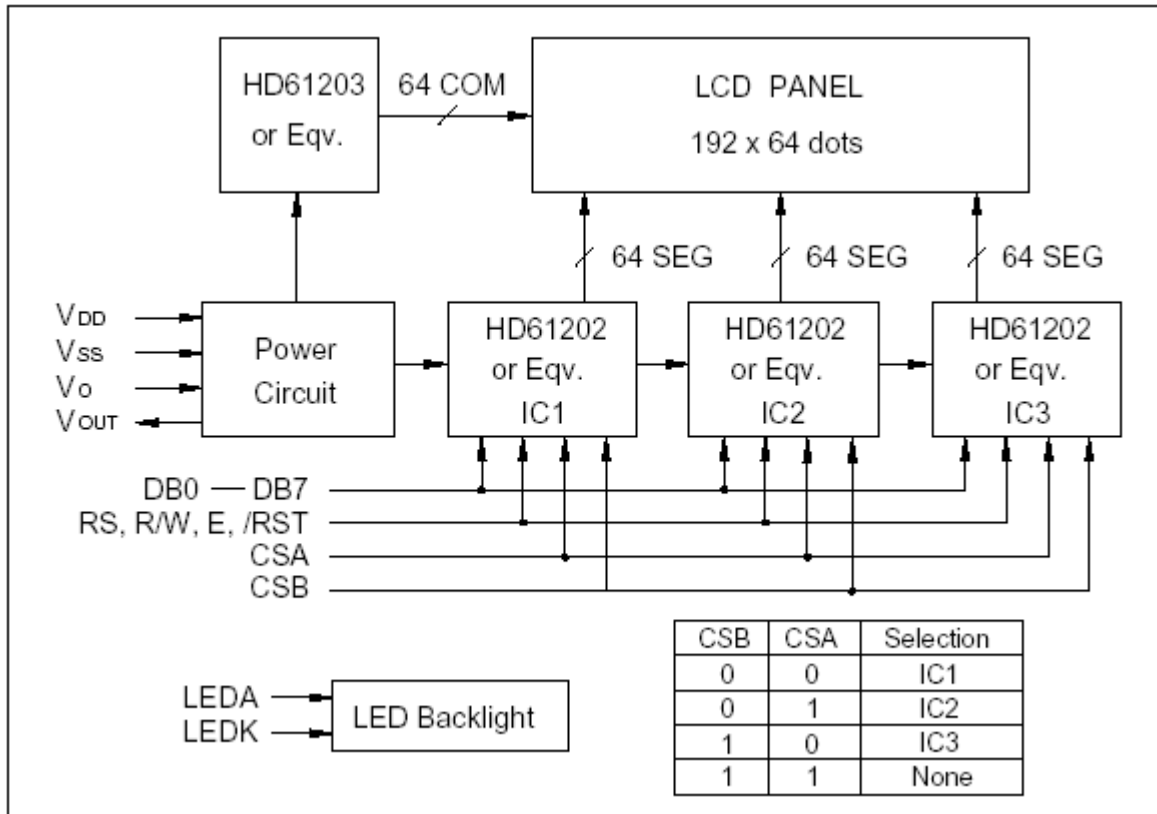 HD61203
or Eqv.
64 COM
LCD PANEL
192 x 64 dots
64 SEG
64 SEG
64 SEG
VDD
VSS
VO
VOUT
Power
Circuit
HD61202
or Eqv.
IC1
HD61202
or Eqv.
IC2
HD61202
or Eqv.
IC3
DB0 — DB7
RS, R/W, E, /RST
CSA
CSB
LEDA
LEDK
LED Backlight
CSB CSA Selection
0 0 IC1
0 1 IC2
1 0 IC3
1 1 None